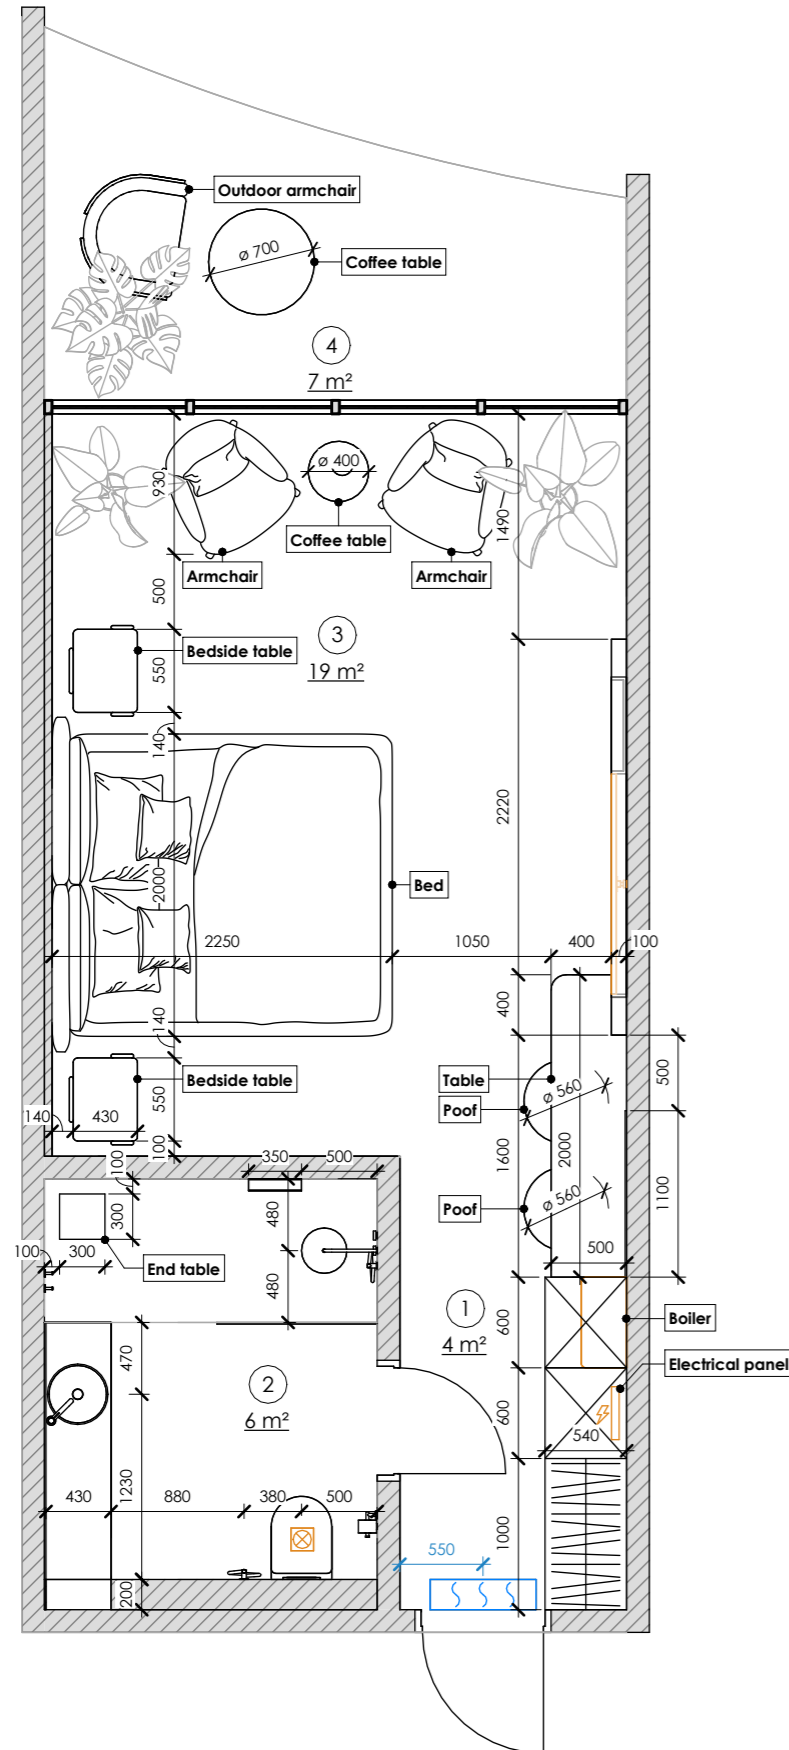 Outdoor armchair
ø 700
Coffee table
4
7 m²
930
ø 400
1490
Coffee table
Armchair
Armchair
500
3
19 m²
Bedside table
550
140
2220
2000
Bed
2250
1050
400
100
140
400
Bedside table
550
Table
ø 560
500
Poof
140
430
100
350
500
1600
2000
1100
100
300
480
Poof
ø 560
500
100
300
End table
480
1
4 m²
600
Boiler
470
2
6 m²
Electrical panel
600
540
430
1230
880
380
500
1000
550
200